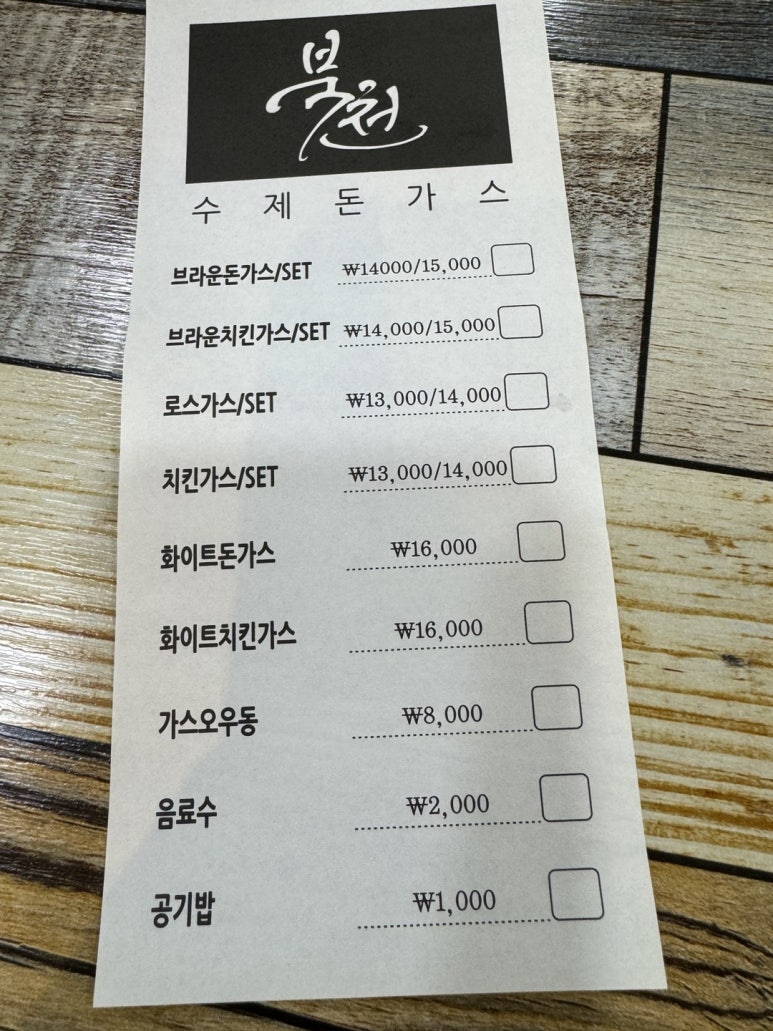 북천
수제돈가스
브라운돈가스/SET ₩14000/15,000
브라운치킨가스/SET ₩14,000/15,000
로스가스/SET ₩13,000/14,000
치킨가스/SET ₩13,000/14,000
화이트돈가스 ₩16,000
화이트치킨가스 ₩16,000
가스오우동 ₩8,000
음료수 ₩2,000
공기밥 ₩1,000